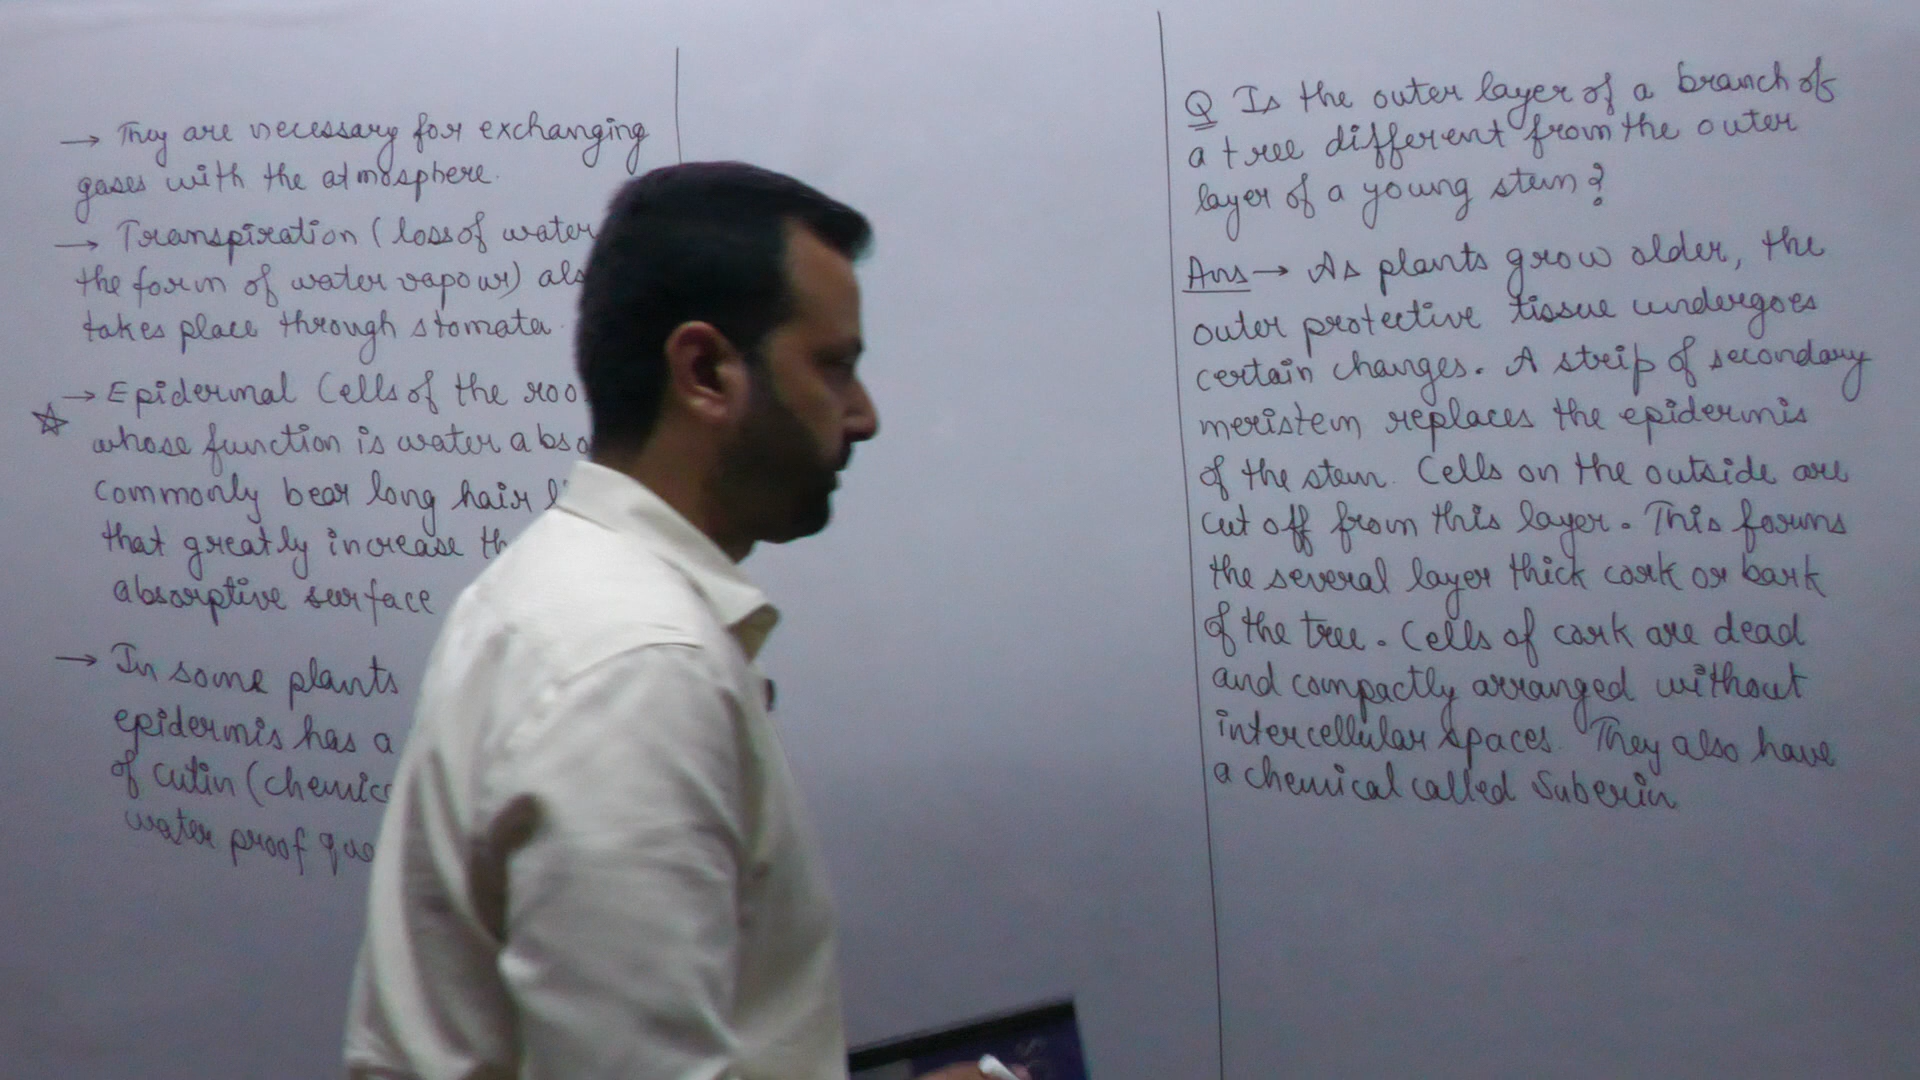 → They are necessary for exchanging
gases with the atmosphere.
→ Transpiration (loss of water
the form of water vapour)
takes place through stomata.
→ Epidermal Cells of the
whose function is water
commonly bear long hair
that greatly increase
absorptive surface
→ In some plants
epidermis has a
of cutin
water proof
Q Is the outer layer of a branch of
a tree different from the outer
layer of a young stem?
Ans → As plants grow older, the
outer protective tissue undergoes
certain changes. A strip of secondary
meristem replaces the epidermis
of the stem. Cells on the outside are
cut off from this layer. This forms
the several layer thick cork or bark
of the tree. Cells of cork are dead
and compactly arranged without
intercellular spaces. They also have
a chemical called Suberin